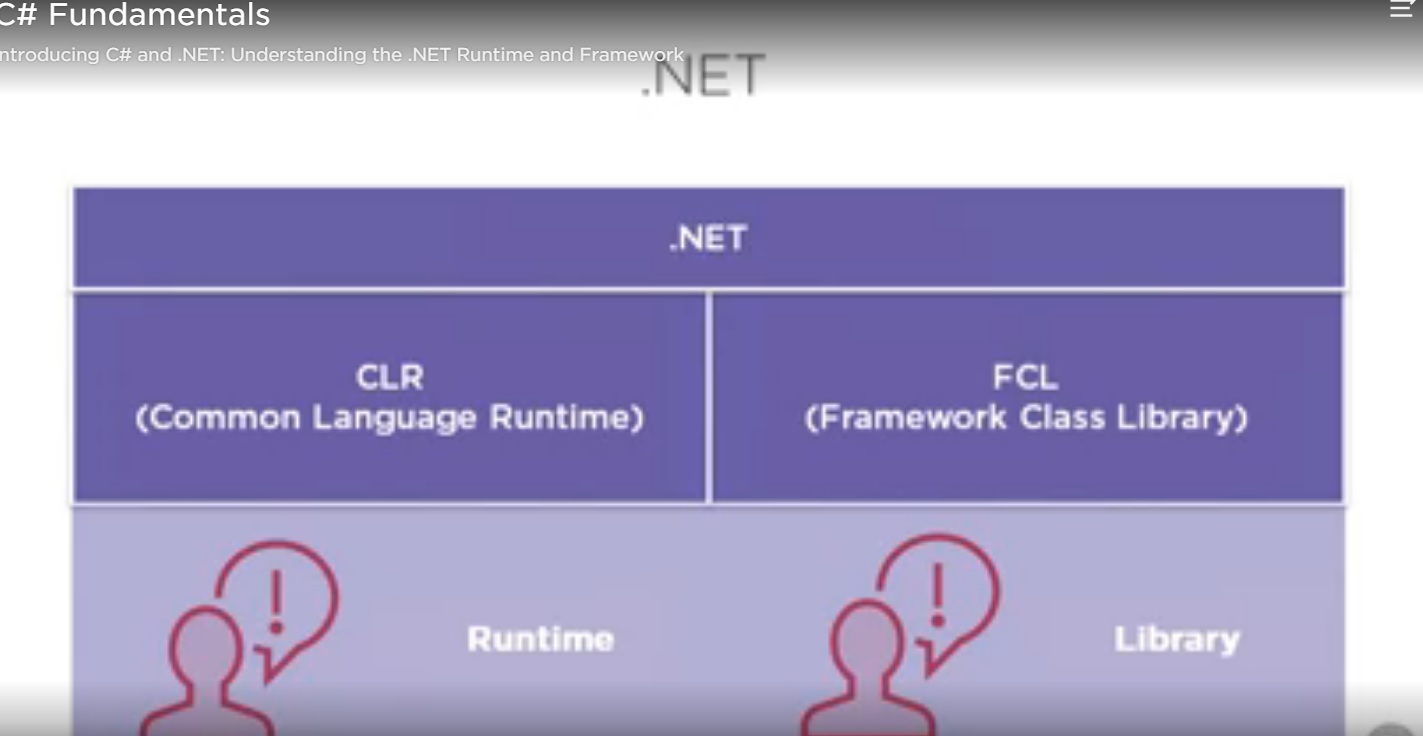 C# Fundamentals
ntroducing C# and .NET: Understanding the .NET Runtime and Framework
.NET
.NET
CLR
(Common Language Runtime)
FCL
(Framework Class Library)
Runtime
Library